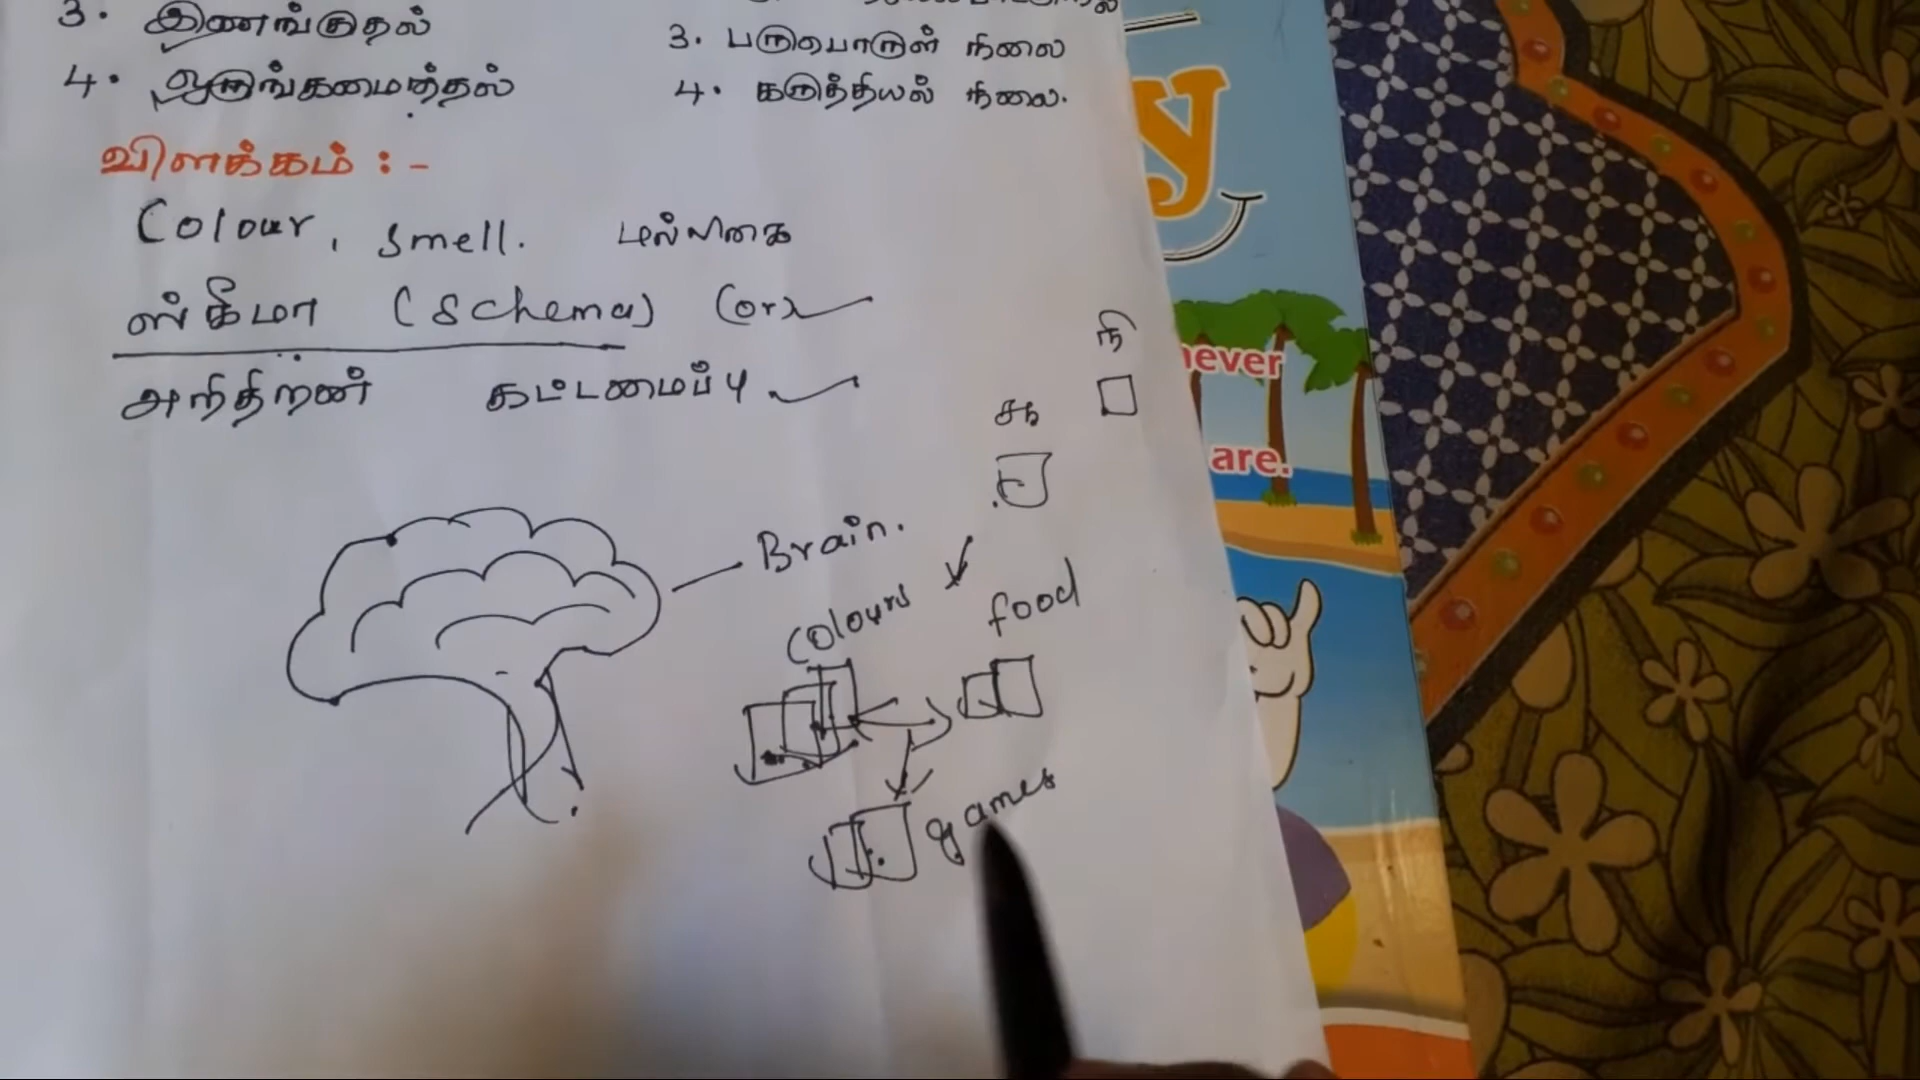 3. இணங்குதல்
4. ஒருங்கமைத்தல்
3. பருபொருள் நிலை
4. கருத்தியல் நிலை.
விளக்கம் :-
Colour, smell. மல்லிகை
ஸ்கீமா (Schema) (or)
அறிதிறன் கட்டமைப்பு
நி
Brain.
Colours
food
games
y
never
are.